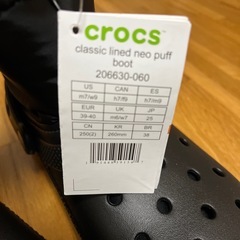 crocs™
classic lined neo puff
boot
206630-060
US CAN ES
m7/w9 h7/f9 h7/m9
EUR UK JP
39-40 m6/w7 25
CN KR BR
250(2) 260mm 38